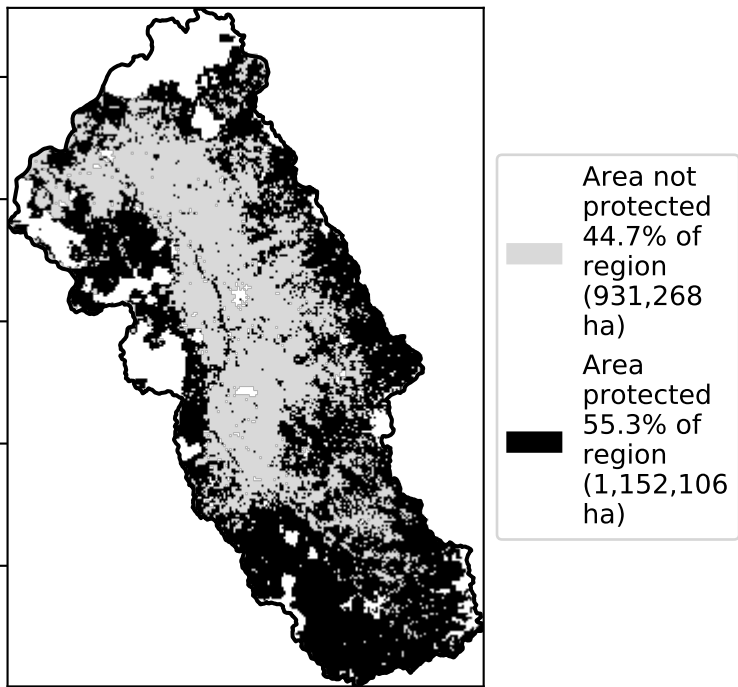 Area not
protected
44.7% of
region
(931,268
ha)
Area
protected
55.3% of
region
(1,152,106
ha)